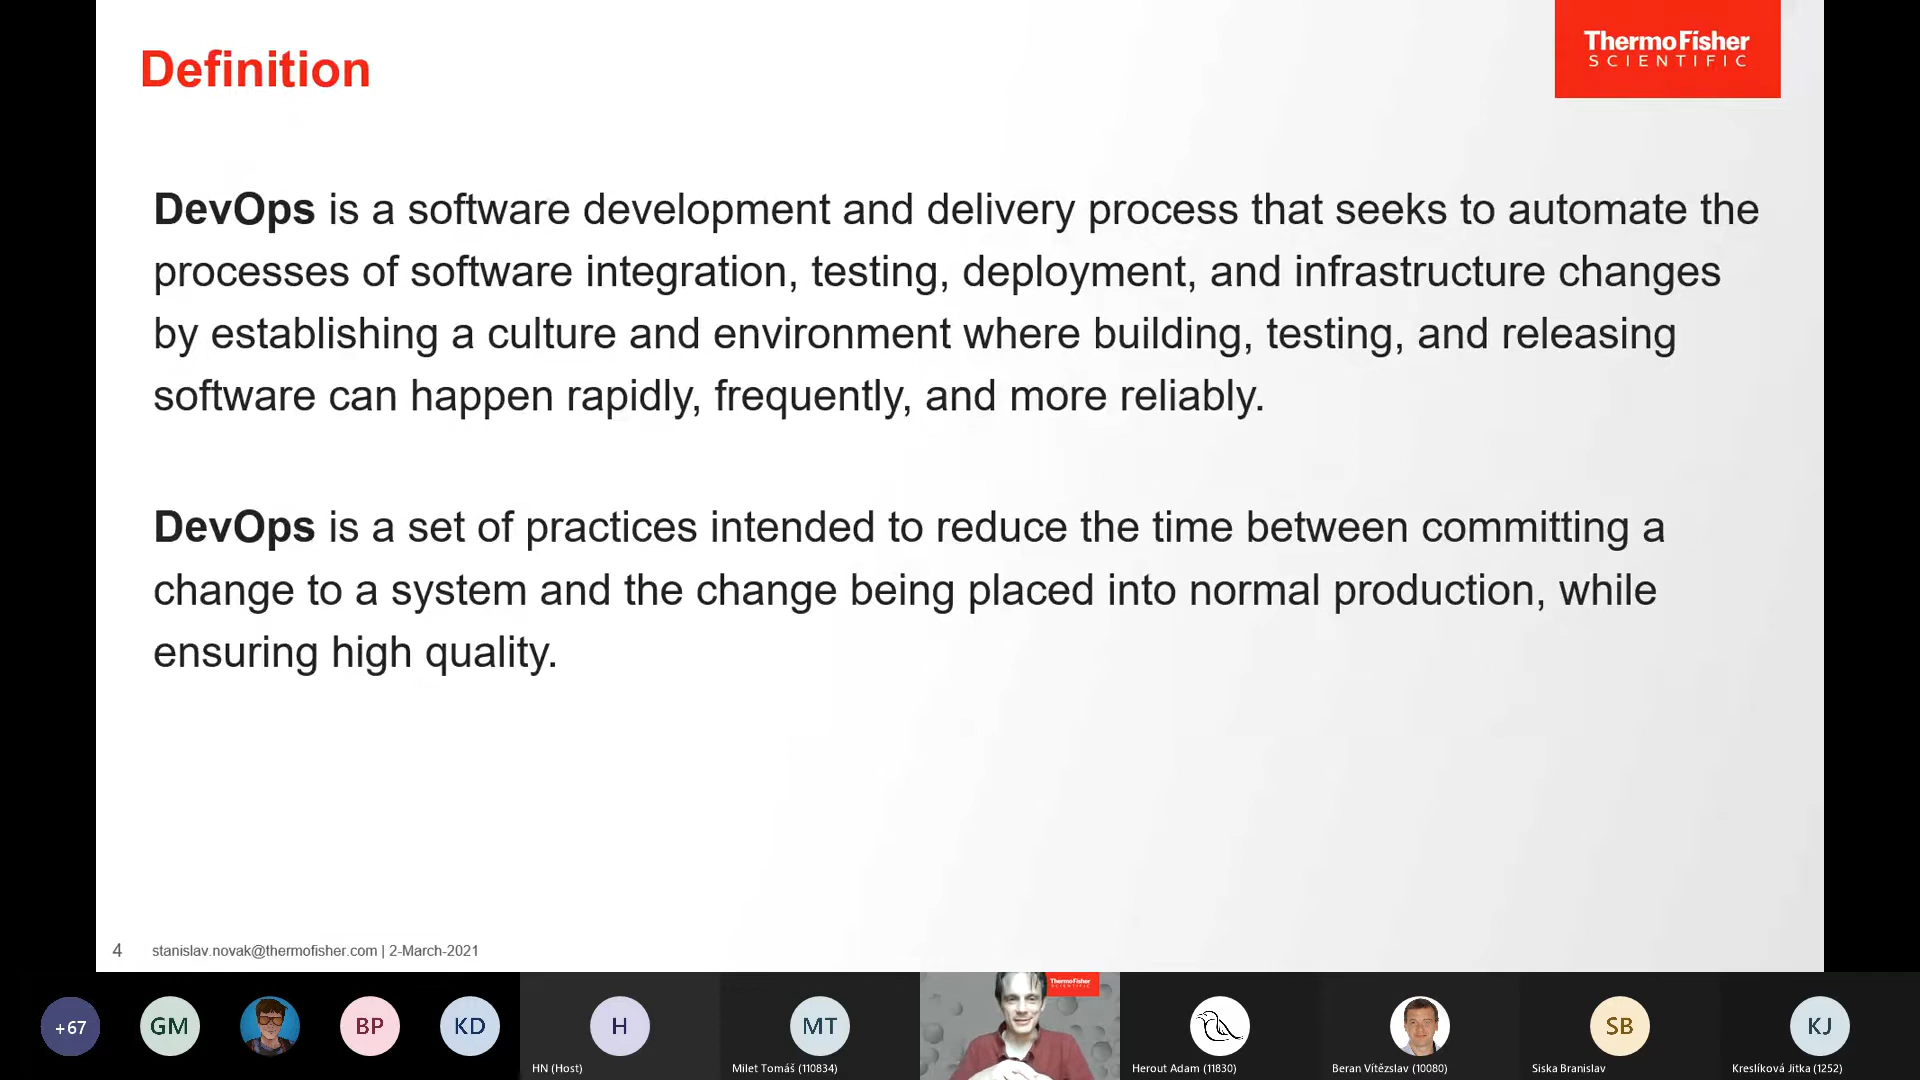 Definition
ThermoFisher
SCIENTIFIC
DevOps is a software development and delivery process that seeks to automate the
processes of software integration, testing, deployment, and infrastructure changes
by establishing a culture and environment where building, testing, and releasing
software can happen rapidly, frequently, and more reliably.
DevOps is a set of practices intended to reduce the time between committing a
change to a system and the change being placed into normal production, while
ensuring high quality.
4 stanislav.novak@thermofisher.com | 2-March-2021
ThermoFisher
SCIENTIFIC
+67 GM BP KD H MT SB KJ
HN (Host) Milet Tomáš (110834) Herout Adam (11830) Beran Vítězslav (10080) Siska Branislav Kreslíková Jitka (1252)